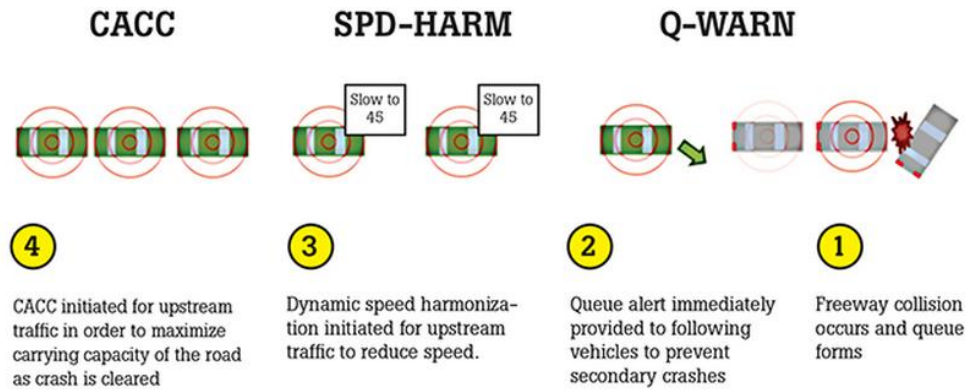 CACC
SPD-HARM
Q-WARN
Slow to
45
Slow to
45
4
CACC initiated for upstream
traffic in order to maximize
carrying capacity of the road
as crash is cleared
3
Dynamic speed harmoniza-
tion initiated for upstream
traffic to reduce speed.
2
Queue alert immediately
provided to following
vehicles to prevent
secondary crashes
1
Freeway collision
occurs and queue
forms